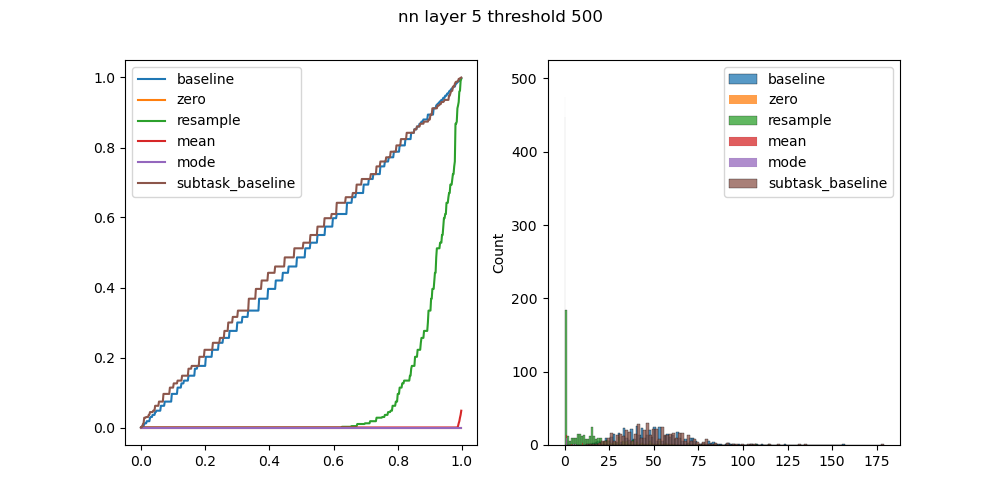 nn layer 5 threshold 500
1.0
0.8
0.6
0.4
0.2
0.0
0.0 0.2 0.4 0.6 0.8 1.0
baseline
zero
resample
mean
mode
subtask_baseline
Count
500
400
300
200
100
0
0 25 50 75 100 125 150 175
baseline
zero
resample
mean
mode
subtask_baseline